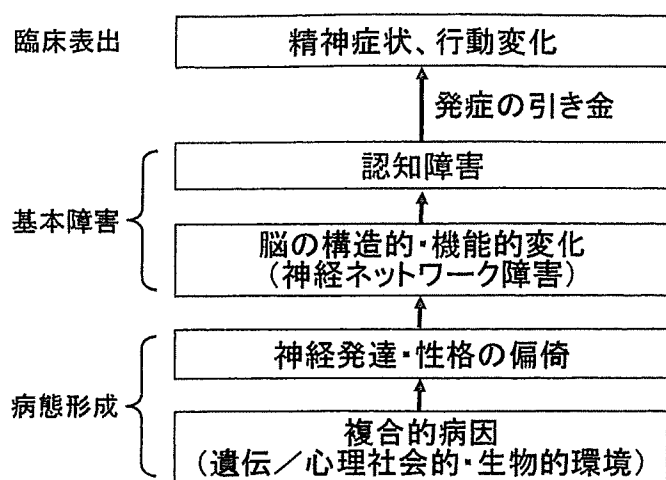 臨床表出
精神症状、行動変化
発症の引き金
認知障害
基本障害
脳の構造的・機能的変化
(神経ネットワーク障害)
神経発達・性格の偏倚
病態形成
複合的病因
(遺伝/心理社会的・生物的環境)